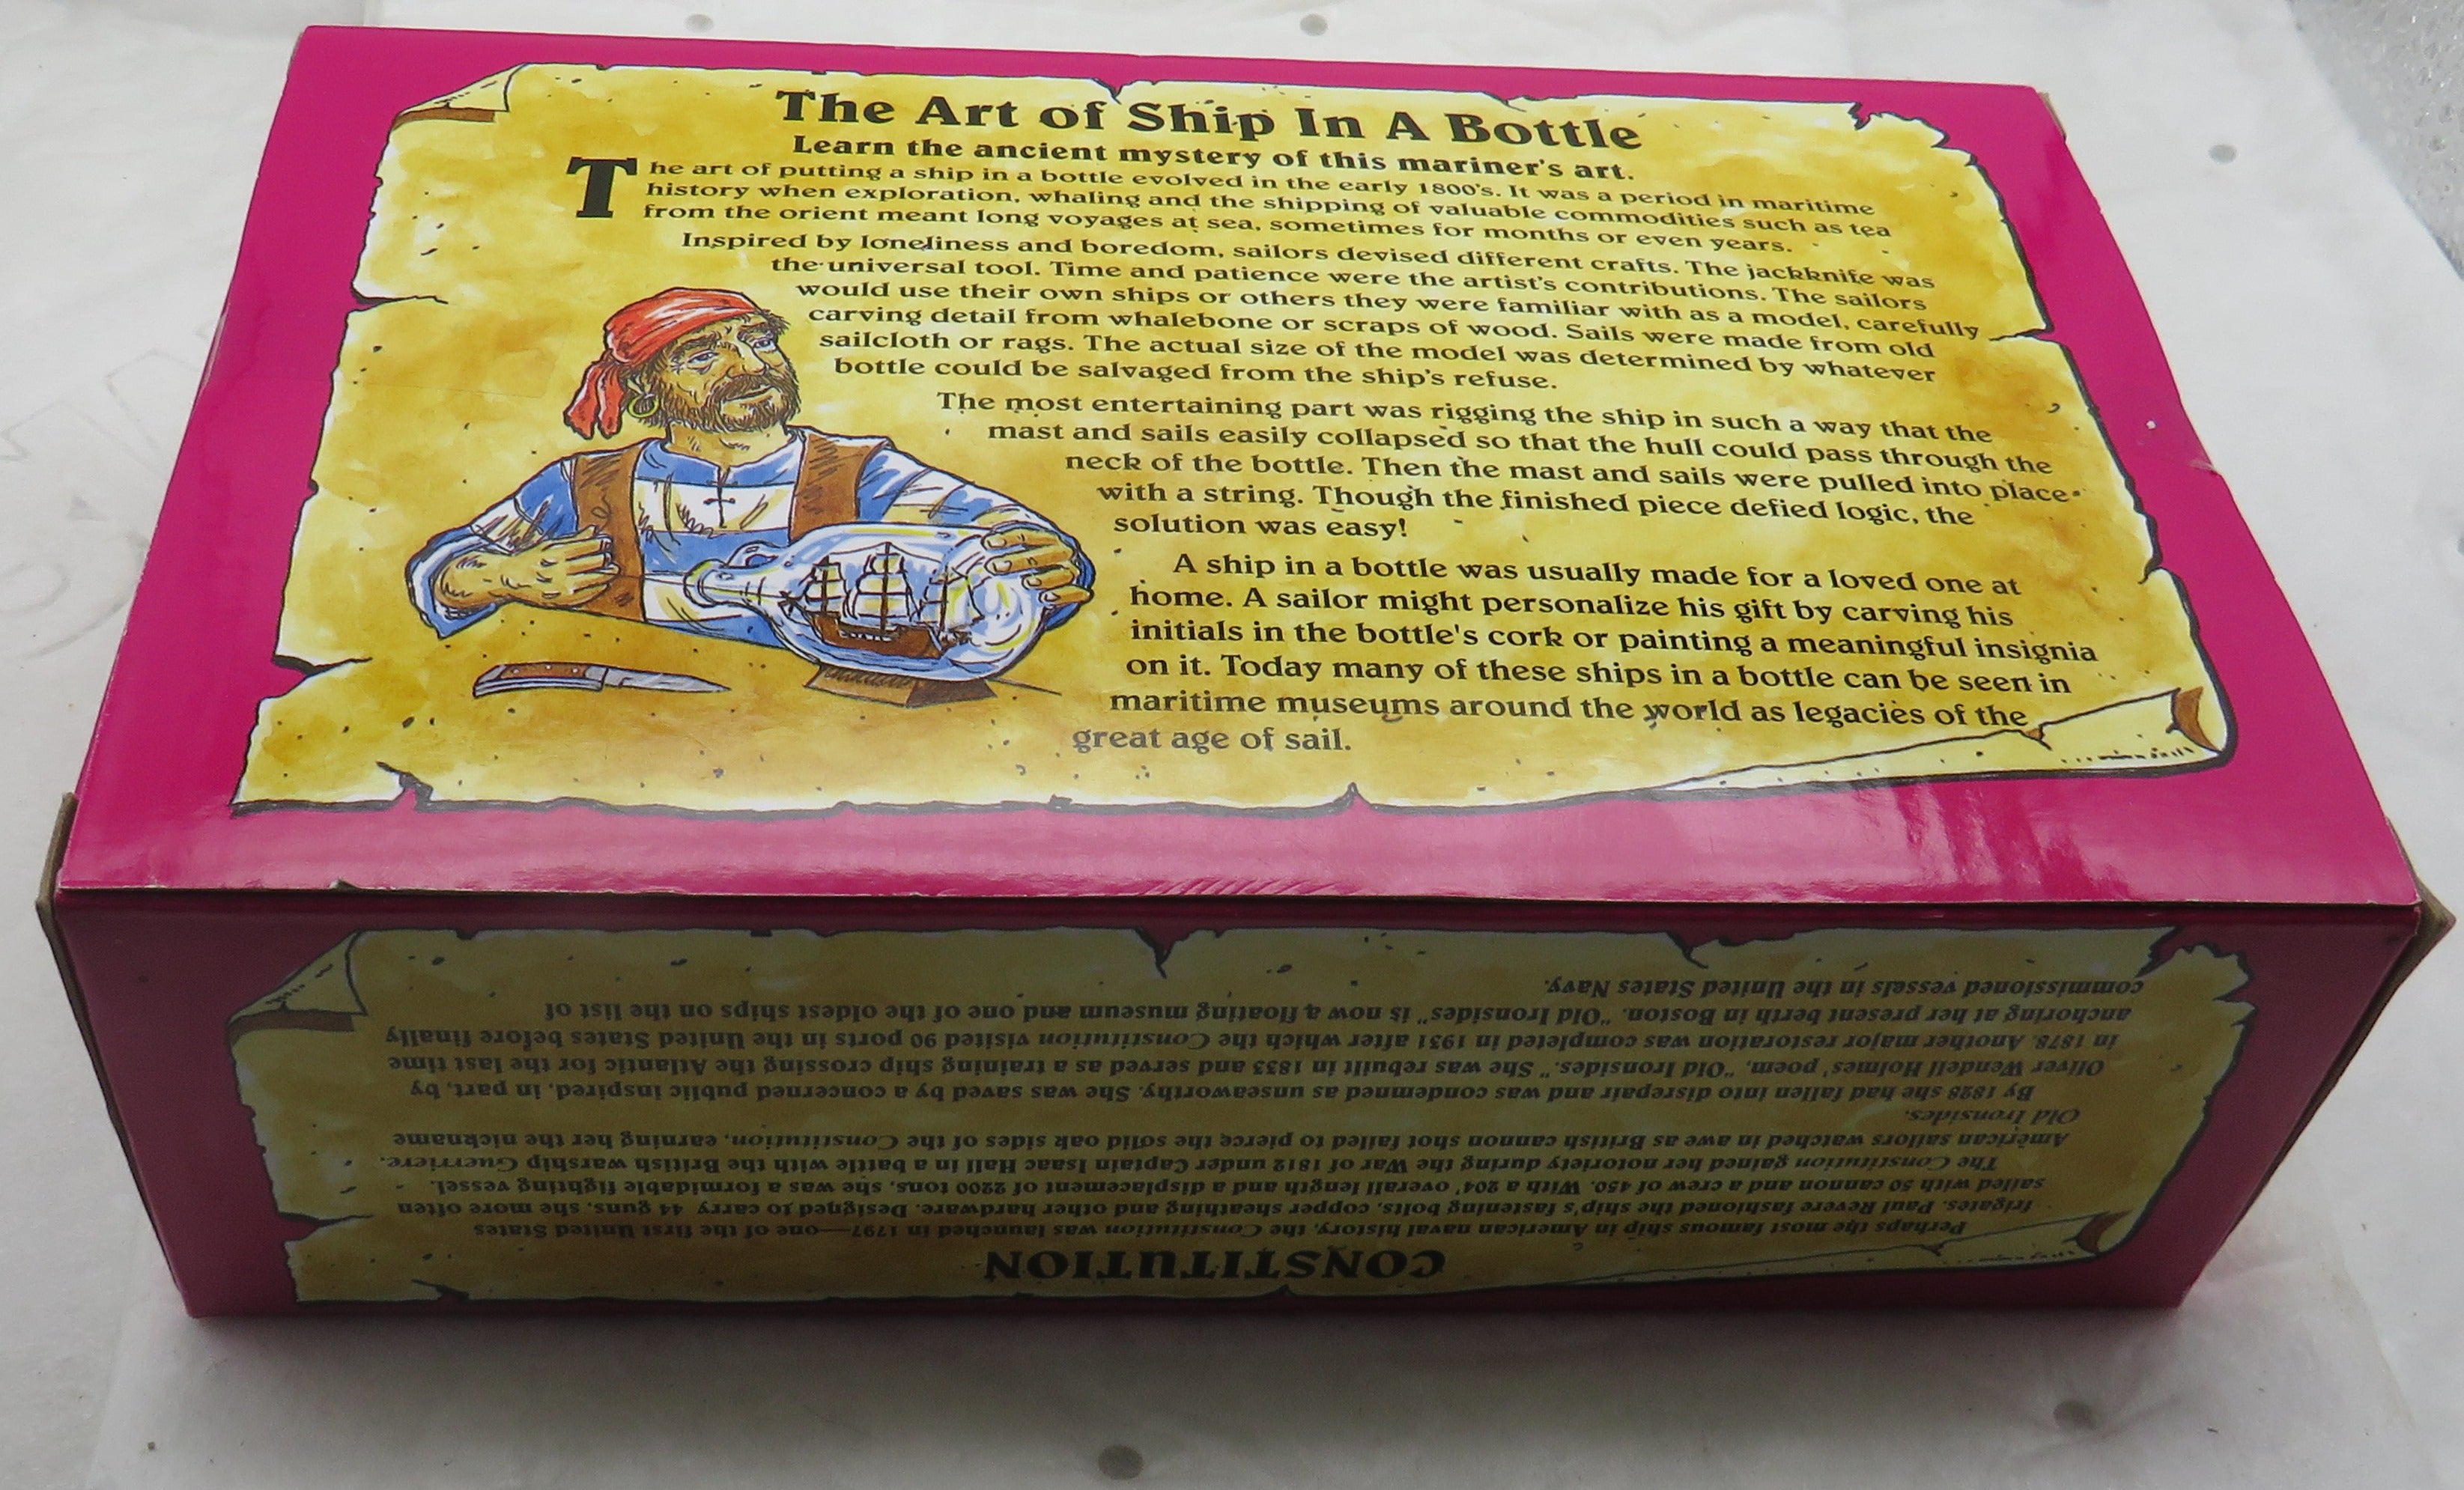 The Art of Ship In A Bottle
Learn the ancient mystery of this mariner's art.
The art of putting a ship in a bottle evolved in the early 1800's. It was a period in maritime
history when exploration, whaling and the shipping of valuable commodities such as tea
from the orient meant long voyages at sea, sometimes for months or even years.
Inspired by loneliness and boredom, sailors devised different crafts. The jackknife was
the universal tool. Time and patience were the artist's contributions. The sailors
would use their own ships or others they were familiar with as a model, carefully
carving detail from whalebone or scraps of wood. Sails were made from old
sailcloth or rags. The actual size of the model was determined by whatever
bottle could be salvaged from the ship's refuse.
The most entertaining part was rigging the ship in such a way that the
mast and sails easily collapsed so that the hull could pass through the
neck of the bottle. Then the mast and sails were pulled into place
with a string. Though the finished piece defied logic, the
solution was easy!
A ship in a bottle was usually made for a loved one at
home. A sailor might personalize his gift by carving his
initials in the bottle's cork or painting a meaningful insignia
on it. Today many of these ships in a bottle can be seen in
maritime museums around the world as legacies of the
great age of sail.
CONSTITUTION
Perhaps the most famous ship in American naval history, the Constitution was launched in 1797—one of the first United States
frigates. Paul Revere fashioned the ship's fastening bolts, copper sheathing and other hardware. Designed to carry 44 guns, she more often
sailed with 50 cannon and a crew of 450. With a 204' overall length and a displacement of 2200 tons, she was a formidable fighting vessel.
The Constitution gained her notoriety during the War of 1812 under Captain Isaac Hall in a battle with the British warship Guerriere.
American sailors watched in awe as British cannon shot failed to pierce the solid oak sides of the Constitution, earning her the nickname
Old Ironsides.
By 1828 she had fallen into disrepair and was condemned as unseaworthy. She was saved by a concerned public inspired, in part, by
Oliver Wendell Holmes' poem, "Old Ironsides." She was rebuilt in 1833 and served as a training ship crossing the Atlantic for the last time
in 1878. Another major restoration was completed in 1931 after which the Constitution visited 90 ports in the United States before finally
anchoring at her present berth in Boston. "Old Ironsides" is now a floating museum and one of the oldest ships on the list of
commissioned vessels in the United States Navy.